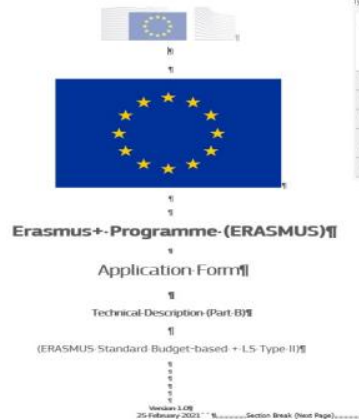 Erasmus+ Programme (ERASMUS)
Application Form
Technical Description (Part B)
(ERASMUS Standard Budget-based + LS Type II)
Version 1.0
25 February 2021
Section Break (Next Page)